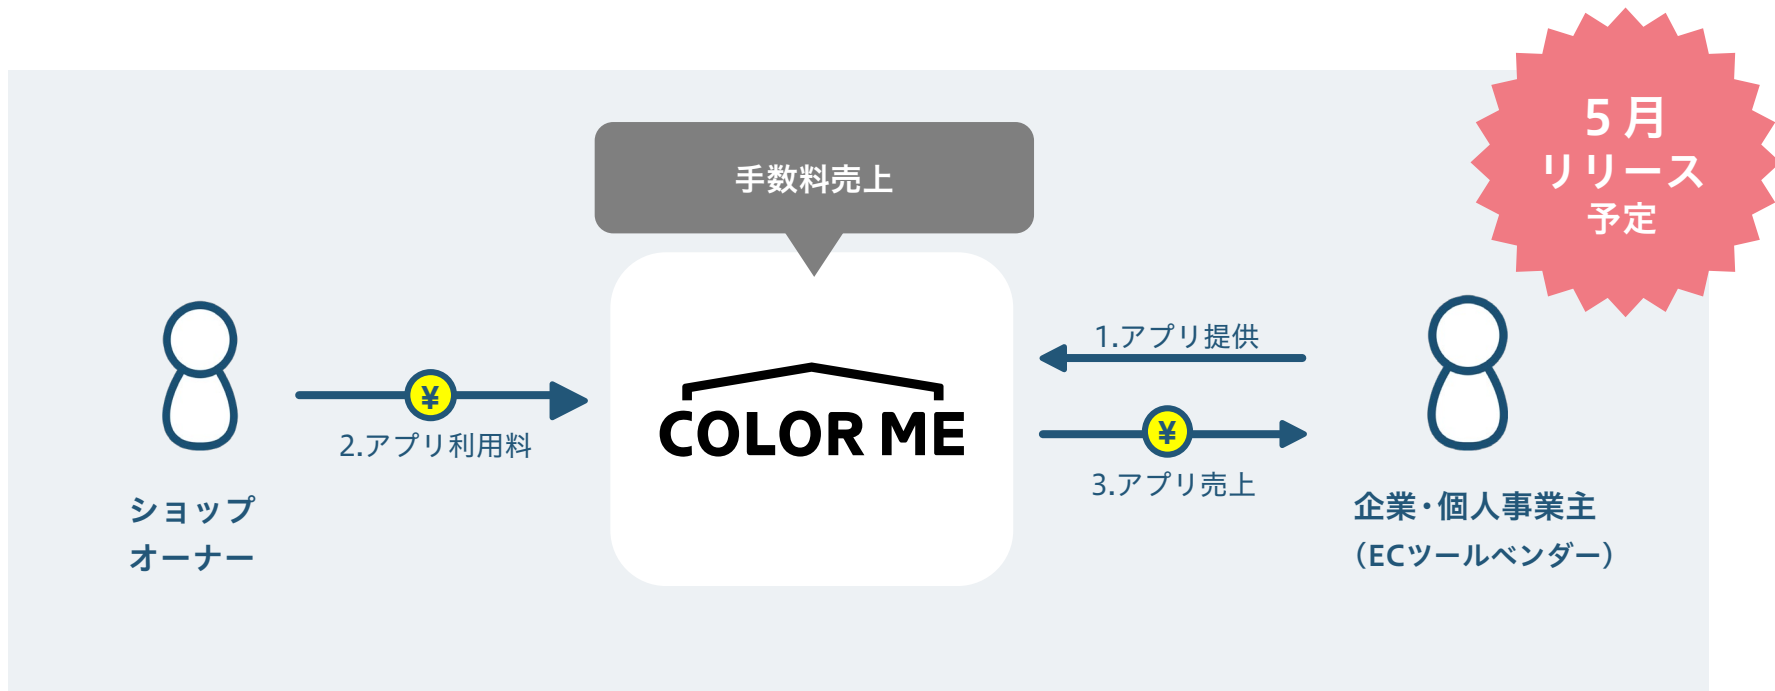 5月
リリース
予定
手数料売上
1.アプリ提供
¥
2.アプリ利用料
COLOR ME
¥
3.アプリ売上
ショップ
オーナー
企業・個人事業主
（ECツールベンダー）